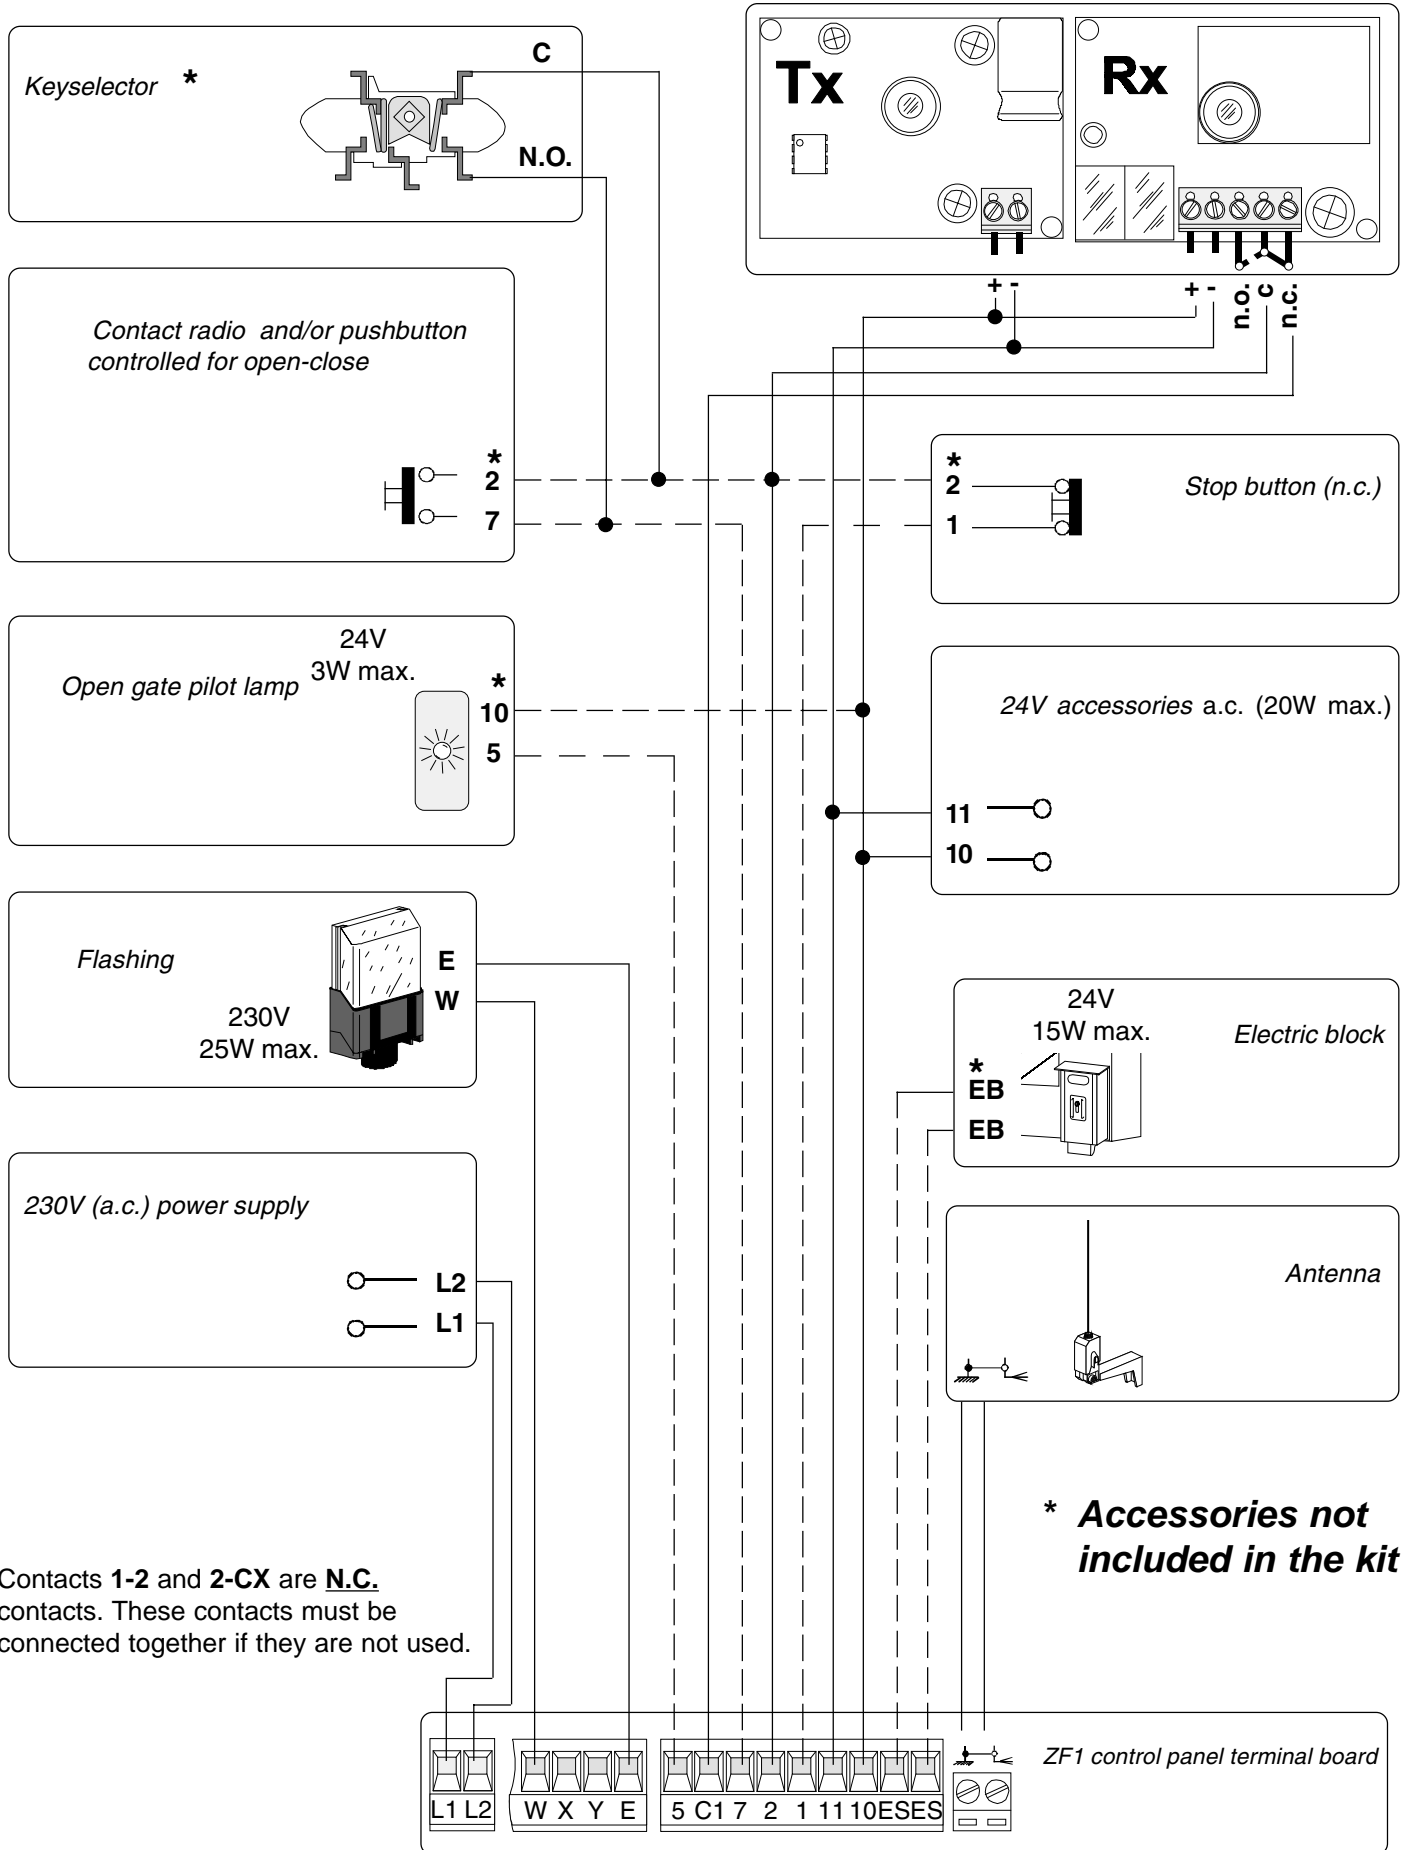 Keyselector *
C
N.O.
Tx
Rx
+ -
+ -
n.o.
c
n.c.
Contact radio and/or pushbutton
controlled for open-close
*
2
7
*
2
1
Stop button (n.c.)
24V
3W max.
Open gate pilot lamp
*
10
5
24V accessories a.c. (20W max.)
11
10
Flashing
230V
25W max.
E
W
24V
15W max.
Electric block
*
EB
EB
230V (a.c.) power supply
L2
L1
Antenna
* Accessories not
included in the kit
Contacts 1-2 and 2-CX are N.C.
contacts. These contacts must be
connected together if they are not used.
ZF1 control panel terminal board
L1 L2 W X Y E 5 C1 7 2 1 11 10 ES ES